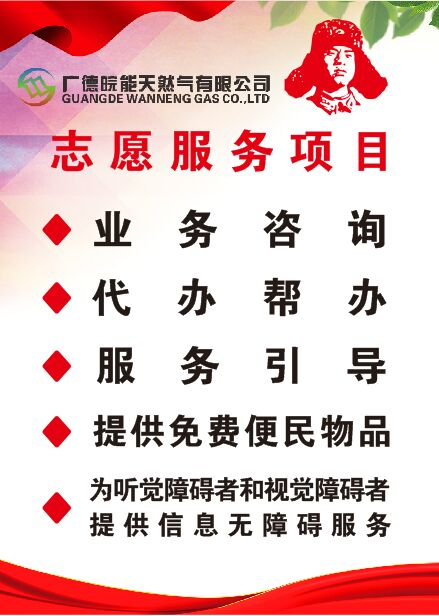 广德皖能天然气有限公司
GUANGDE WANNENG GAS CO.,LTD
志愿服务项目
业务咨询
代办帮办
服务引导
提供免费便民物品
为听觉障碍者和视觉障碍者
提供信息无障碍服务